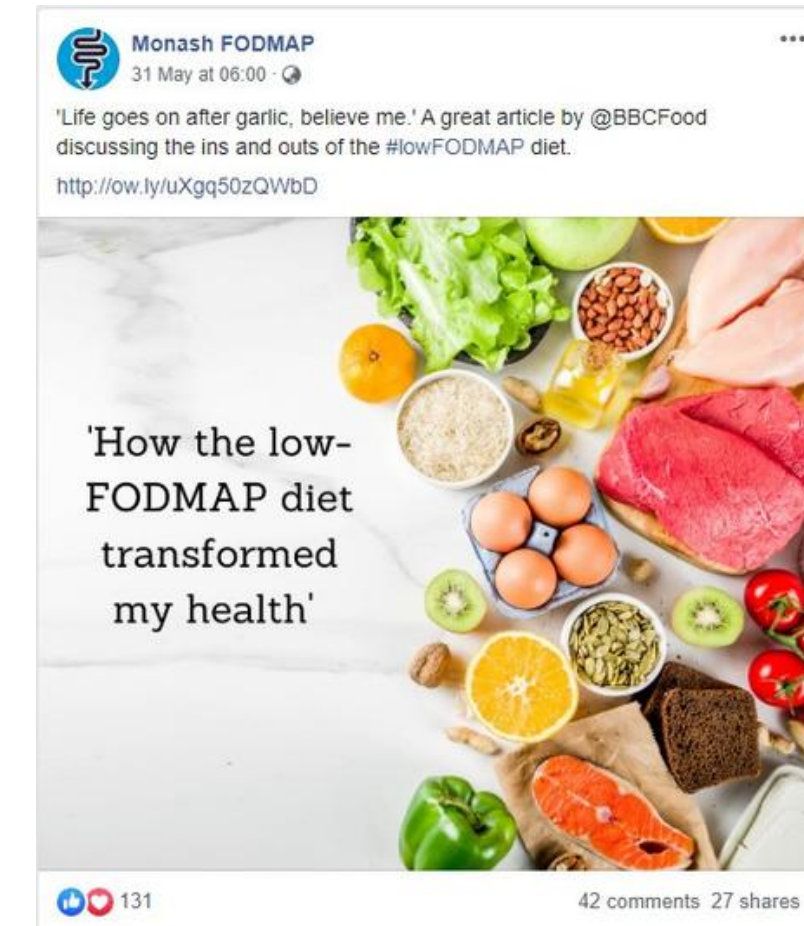 Monash FODMAP
31 May at 06:00 ·
'Life goes on after garlic, believe me.' A great article by @BBCFood
discussing the ins and outs of the #lowFODMAP diet.
http://ow.ly/uXgq50zQWbD
'How the low-
FODMAP diet
transformed
my health'
131
42 comments 27 shares